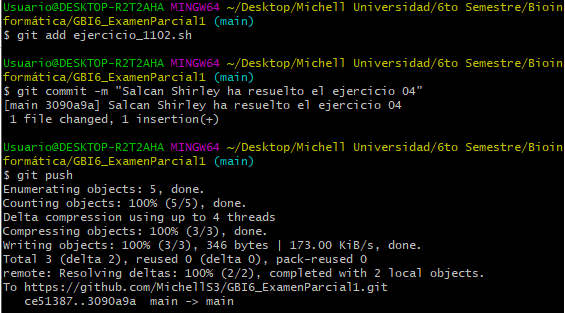 Usuario@DESKTOP-R2T2AHA MINGW64 ~/Desktop/Michell Universidad/6to Semestre/Bioin
formática/GBI6_ExamenParcial1 (main)
$ git add ejercicio_1102.sh
Usuario@DESKTOP-R2T2AHA MINGW64 ~/Desktop/Michell Universidad/6to Semestre/Bioin
formática/GBI6_ExamenParcial1 (main)
$ git commit -m "Salcan Shirley ha resuelto el ejercicio 04"
[main 3090a9a] Salcan Shirley ha resuelto el ejercicio 04
 1 file changed, 1 insertion(+)
Usuario@DESKTOP-R2T2AHA MINGW64 ~/Desktop/Michell Universidad/6to Semestre/Bioin
formática/GBI6_ExamenParcial1 (main)
$ git push
Enumerating objects: 5, done.
Counting objects: 100% (5/5), done.
Delta compression using up to 4 threads
Compressing objects: 100% (3/3), done.
Writing objects: 100% (3/3), 346 bytes | 173.00 KiB/s, done.
Total 3 (delta 2), reused 0 (delta 0), pack-reused 0
remote: Resolving deltas: 100% (2/2), completed with 2 local objects.
To https://github.com/MichellS3/GBI6_ExamenParcial1.git
   ce51387..3090a9a  main -> main